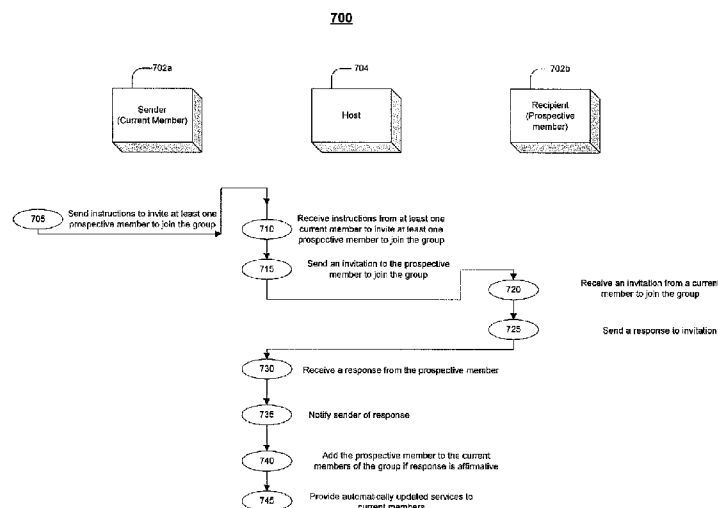 700
702a
704
702b
Sender
(Current Member)
Host
Recipient
(Prospective
member)
705
Send instructions to invite at least one
prospective member to join the group
710
Receive instructions from at least one
current member to invite at least one
prospective member to join the group
715
Send an invitation to the prospective
member to join the group
720
Receive an invitation from a current
member to join the group
725
Send a response to invitation
730
Receive a response from the prospective member
735
Notify sender of response
740
Add the prospective member to the current
members of the group if response is affirmative
745
Provide automatically updated services to
current members